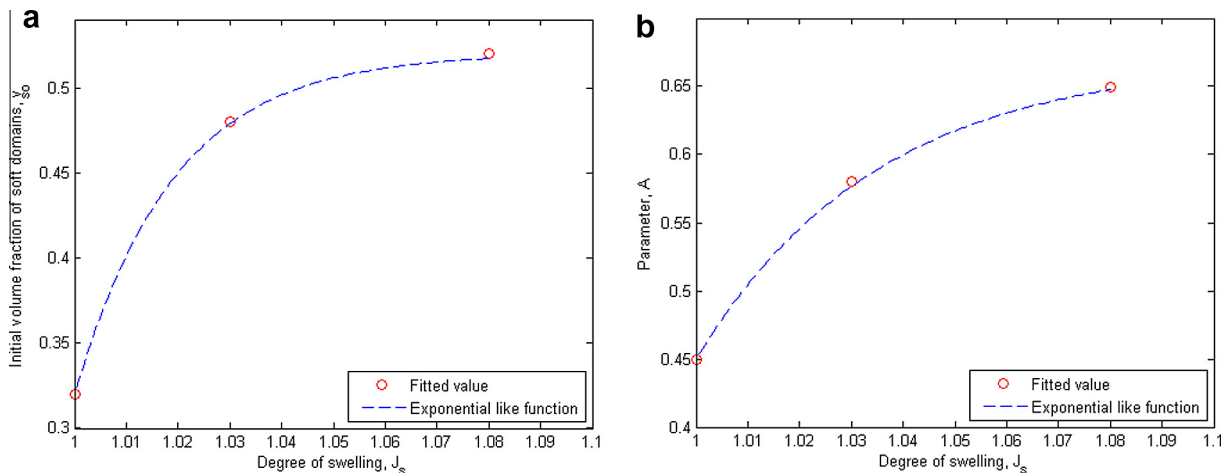 a
Initial volume fraction of soft domains, v_so
0.5
0.45
0.4
0.35
0.3
1 1.01 1.02 1.03 1.04 1.05 1.06 1.07 1.08 1.09 1.1
Degree of swelling, J_s
Fitted value
Exponential like function
b
Parameter, A
0.65
0.6
0.55
0.5
0.45
0.4
1 1.01 1.02 1.03 1.04 1.05 1.06 1.07 1.08 1.09 1.1
Degree of swelling, J_s
Fitted value
Exponential like function